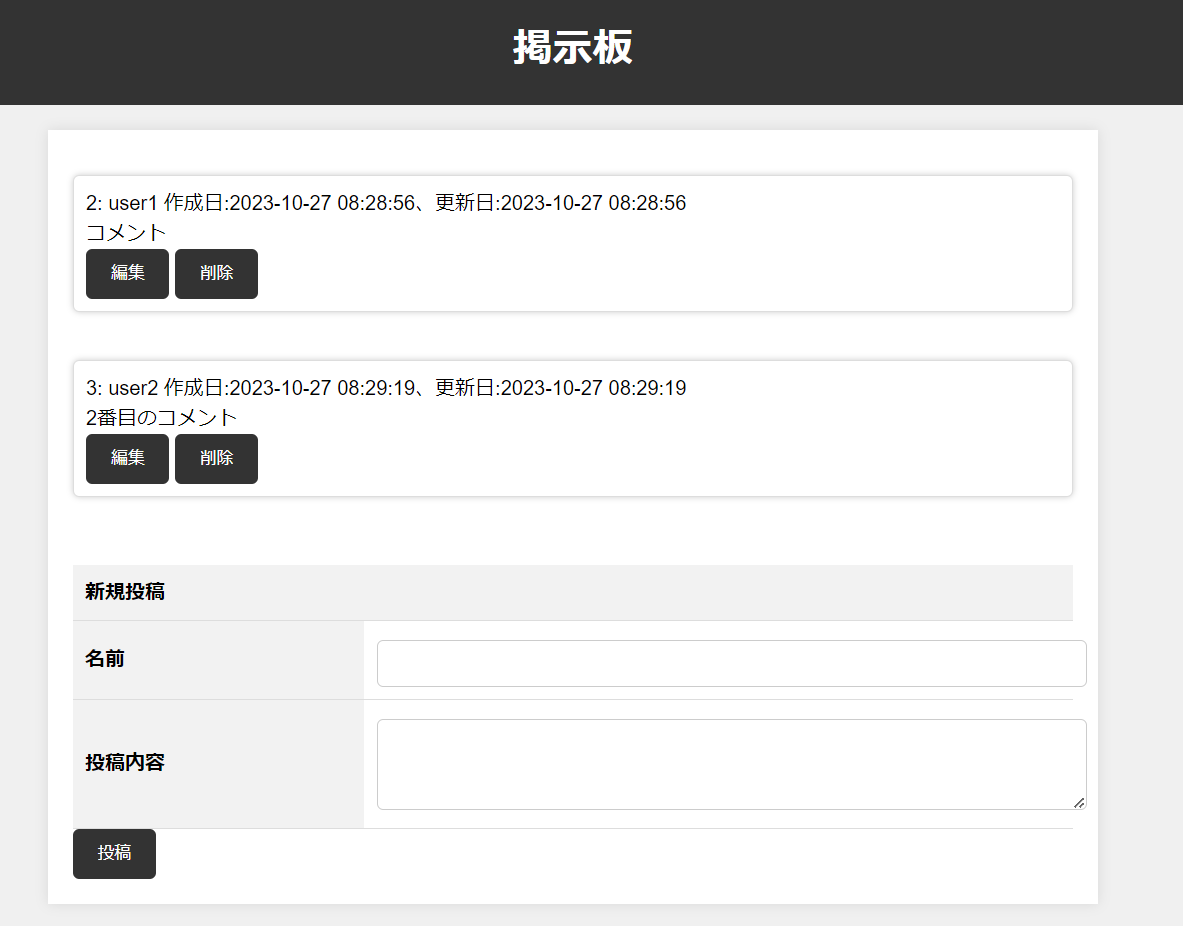 掲示板
2: user1 作成日:2023-10-27 08:28:56、更新日:2023-10-27 08:28:56
コメント
編集 削除
3: user2 作成日:2023-10-27 08:29:19、更新日:2023-10-27 08:29:19
2番目のコメント
編集 削除
新規投稿
名前
投稿内容
投稿